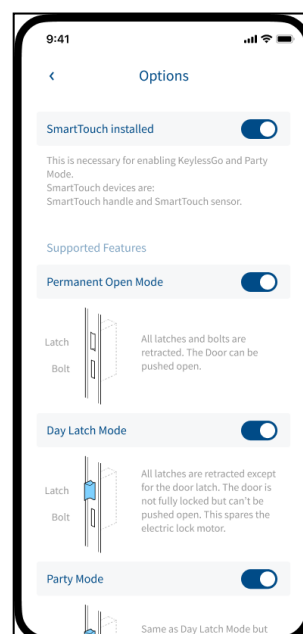 9:41
Options
SmartTouch installed
This is necessary for enabling KeylessGo and Party
Mode.
SmartTouch devices are:
SmartTouch handle and SmartTouch sensor.
Supported Features
Permanent Open Mode
Latch
Bolt
All latches and bolts are
retracted. The Door can be
pushed open.
Day Latch Mode
Latch
Bolt
All latches are retracted except
for the door latch. The door is
not fully locked but can't be
pushed open. This spares the
electric lock motor.
Party Mode
Same as Day Latch Mode but